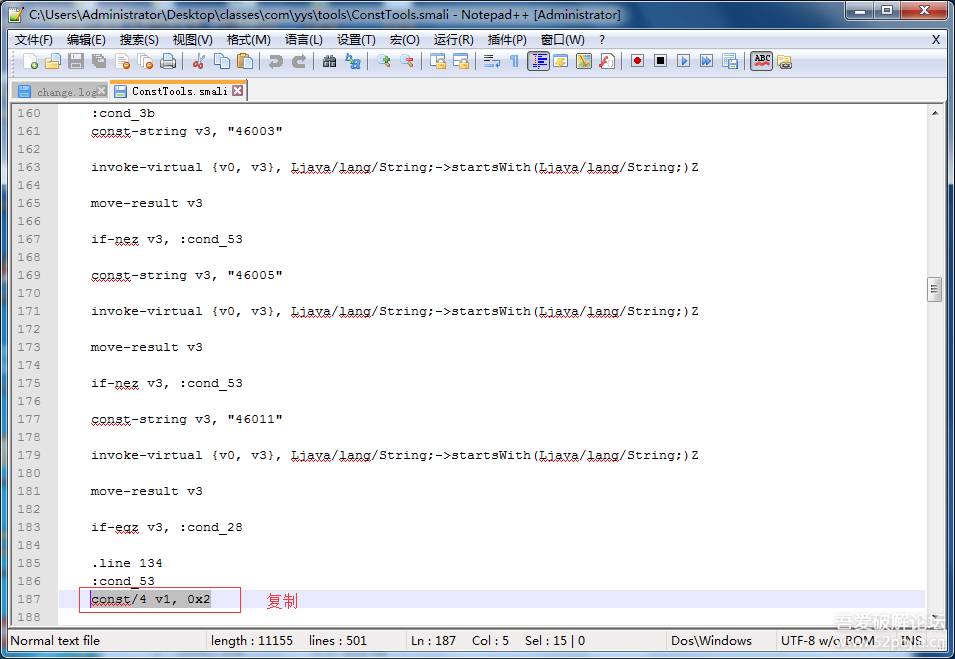 C:\Users\Administrator\Desktop\classes\com\yys\tools\ConstTools.smali - Notepad++ [Administrator]
文件(F) 编辑(E) 搜索(S) 视图(V) 格式(M) 语言(L) 设置(T) 宏(O) 运行(R) 插件(P) 窗口(W) ? X
change.log ConstTools.smali
160 :cond_3b
161 const-string v3, "46003"
162
163 invoke-virtual {v0, v3}, Ljava/lang/String;->startsWith(Ljava/lang/String;)Z
164
165 move-result v3
166
167 if-nez v3, :cond_53
168
169 const-string v3, "46005"
170
171 invoke-virtual {v0, v3}, Ljava/lang/String;->startsWith(Ljava/lang/String;)Z
172
173 move-result v3
174
175 if-nez v3, :cond_53
176
177 const-string v3, "46011"
178
179 invoke-virtual {v0, v3}, Ljava/lang/String;->startsWith(Ljava/lang/String;)Z
180
181 move-result v3
182
183 if-eqz v3, :cond_28
184
185 .line 134
186 :cond_53
187 const/4 v1, 0x2 复制
188
吾爱破解论坛
Normal text file length : 11155 lines : 501 Ln : 187 Col : 5 Sel : 15 | 0 Dos\Windows UTF-8 w/o BOM INS